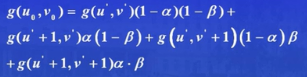 g(u₀,v₀) = g(u',v')(1-α)(1-β)+
g(u'+1,v')α(1-β)+g(u',v'+1)(1-α)β
+g(u'+1,v'+1)α·β